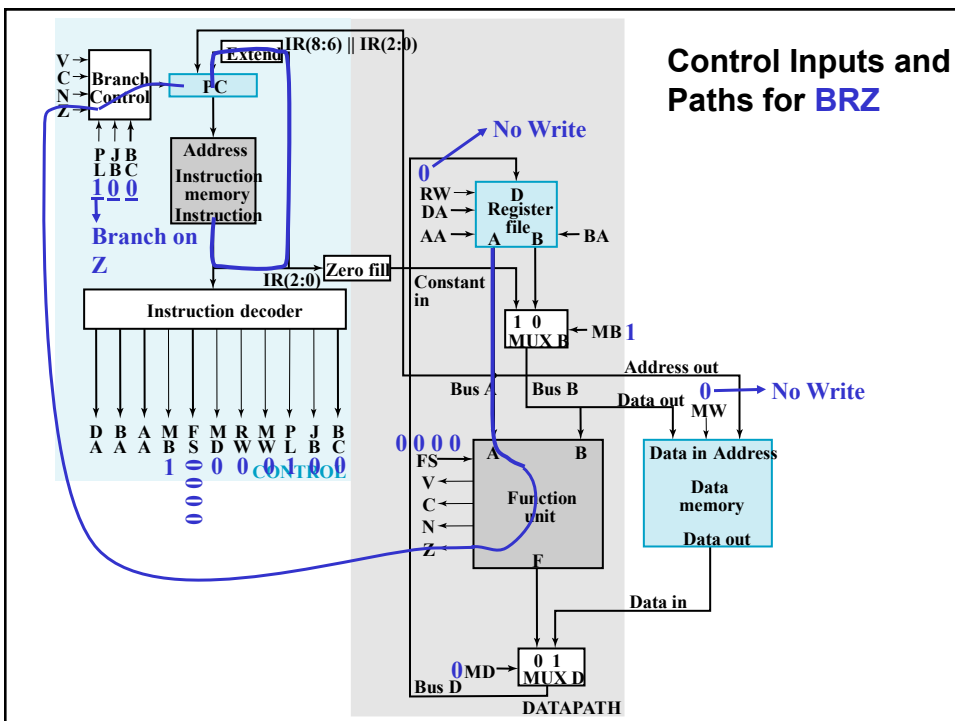 Control Inputs and
Paths for BRZ
IR(8:6) || IR(2:0)
Extend
V
C
N
Z
Branch
Control
PC
P
L
J
B
B
C
1 0 0
Branch on
Z
Address
Instruction
memory
Instruction
No Write
0
RW
DA
AA
D
Register
file
A B
BA
IR(2:0)
Zero fill
Constant
in
Instruction decoder
1 0
MUX B
MB 1
Address out
Bus A
Bus B
0
No Write
Data out
MW
D
A
B
A
A
A
M
B
F
S
M
D
R
W
M
W
P
L
J
B
B
C
1
0
0
0
0
0 0 0 1 0 0
CONTROL
0 0 0 0
FS
V
C
N
Z
A B
Function
unit
F
Data in Address
Data
memory
Data out
Data in
0 1
MUX D
0 MD
Bus D
DATAPATH